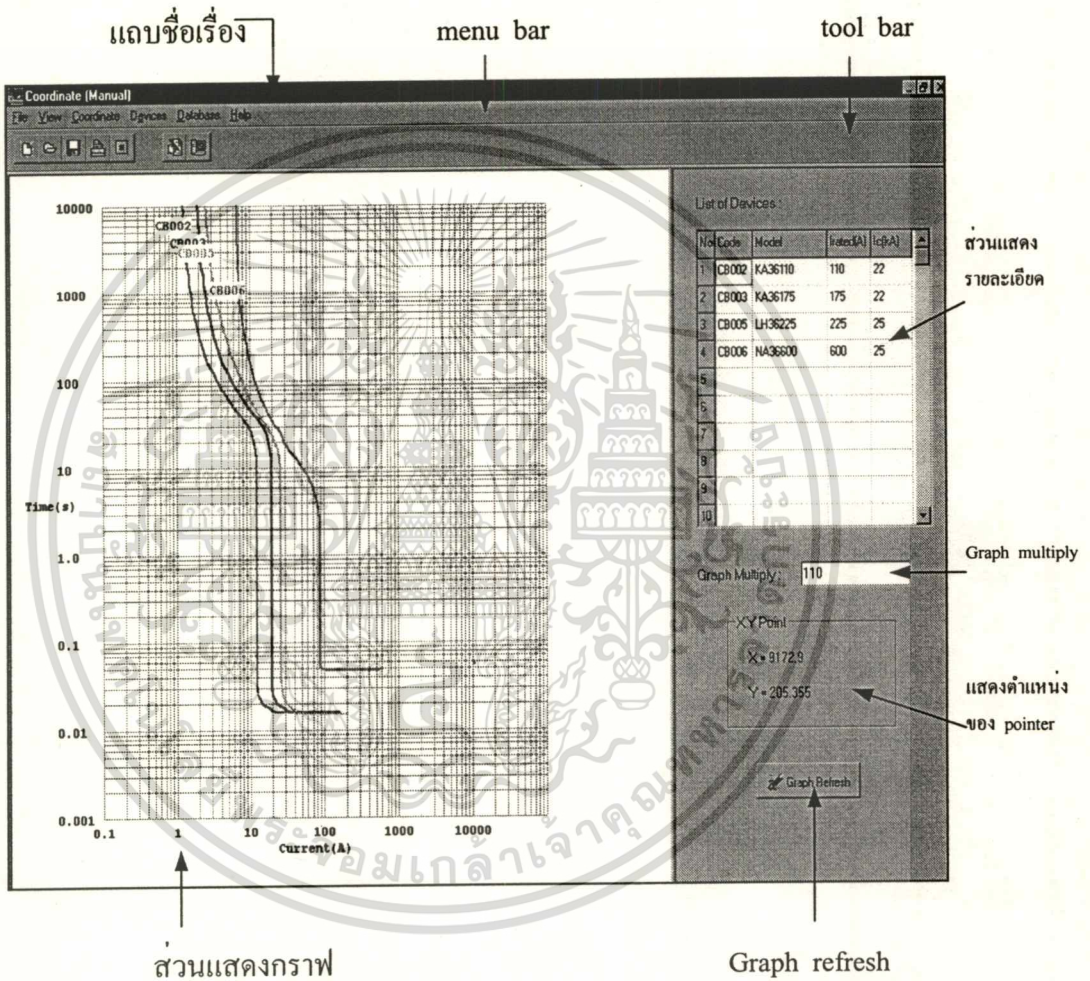 แถบชื่อเรื่อง
menu bar
tool bar
Coordinate (Manual)
File View Coordinate Devices Database Help
10000
1000
100
10
Time(s)
1.0
0.1
0.01
0.001
0.1 1 10 100 1000 10000
Current(A)
CB002
CB003
CB005
CB006
List of Devices :
No Code Model Irated(A) Ic(kA)
1 CB002 KA36110 110 22
2 CB003 KA36175 175 22
3 CB005 LH36225 225 25
4 CB006 NA36600 600 25
5
6
7
8
9
10
ส่วนแสดง
รายละเอียด
Graph Multiply : 110
Graph multiply
XY Point
X = 9172.9
Y = 205.355
แสดงตำแหน่ง
ของ pointer
Graph Refresh
ส่วนแสดงกราฟ
Graph refresh